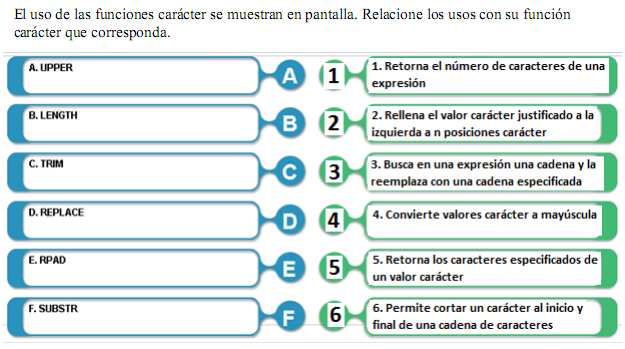 El uso de las funciones carácter se muestran en pantalla. Relacione los usos con su función
carácter que corresponda.
A. UPPER
A
1
1. Retorna el número de caracteres de una
expresión
B. LENGTH
B
2
2. Rellena el valor carácter justificado a la
izquierda a n posiciones carácter
C. TRIM
C
3
3. Busca en una expresión una cadena y la
reemplaza con una cadena especificada
D. REPLACE
D
4
4. Convierte valores carácter a mayúscula
E. RPAD
E
5
5. Retorna los caracteres especificados de
un valor carácter
F. SUBSTR
F
6
6. Permite cortar un carácter al inicio y
final de una cadena de caracteres